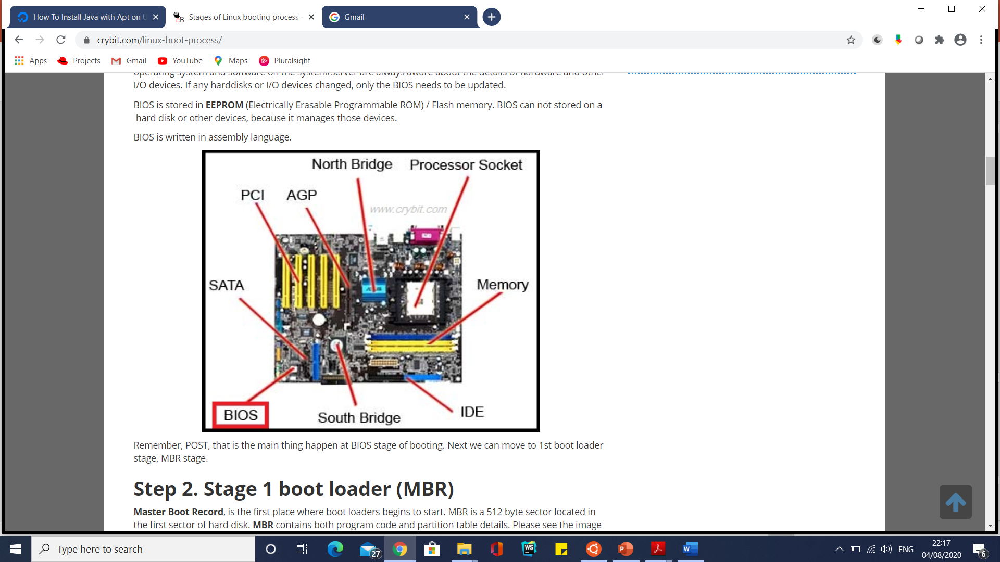 How To Install Java with Apt on U
Stages of Linux booting process
Gmail
crybit.com/linux-boot-process/
Apps
Projects
Gmail
YouTube
Maps
Pluralsight
operating system and software on the system/server are always aware about the details of hardware and other
I/O devices. If any harddisks or I/O devices changed, only the BIOS needs to be updated.
BIOS is stored in EEPROM (Electrically Erasable Programmable ROM) / Flash memory. BIOS can not stored on a
hard disk or other devices, because it manages those devices.
BIOS is written in assembly language.
North Bridge
Processor Socket
PCI
AGP
www.crybit.com
SATA
Memory
BIOS
South Bridge
IDE
Remember, POST, that is the main thing happen at BIOS stage of booting. Next we can move to 1st boot loader
stage, MBR stage.
Step 2. Stage 1 boot loader (MBR)
Master Boot Record, is the first place where boot loaders begins to start. MBR is a 512 byte sector located in
the first sector of hard disk. MBR contains both program code and partition table details. Please see the image
Type here to search
27
ENG
22:17
04/08/2020
6